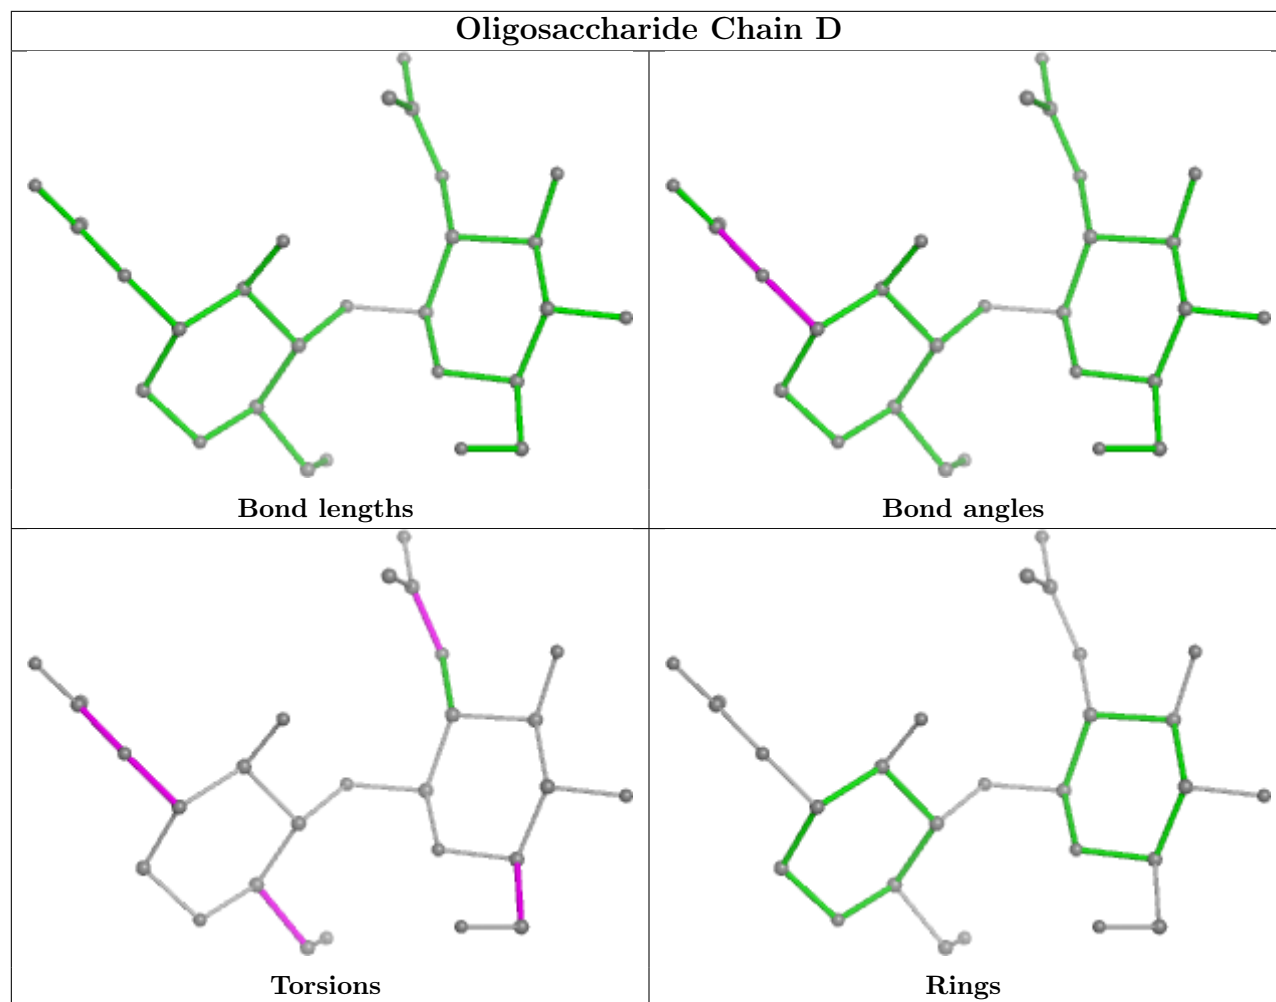 Oligosaccharide Chain D
Bond lengths
Bond angles
Torsions
Rings